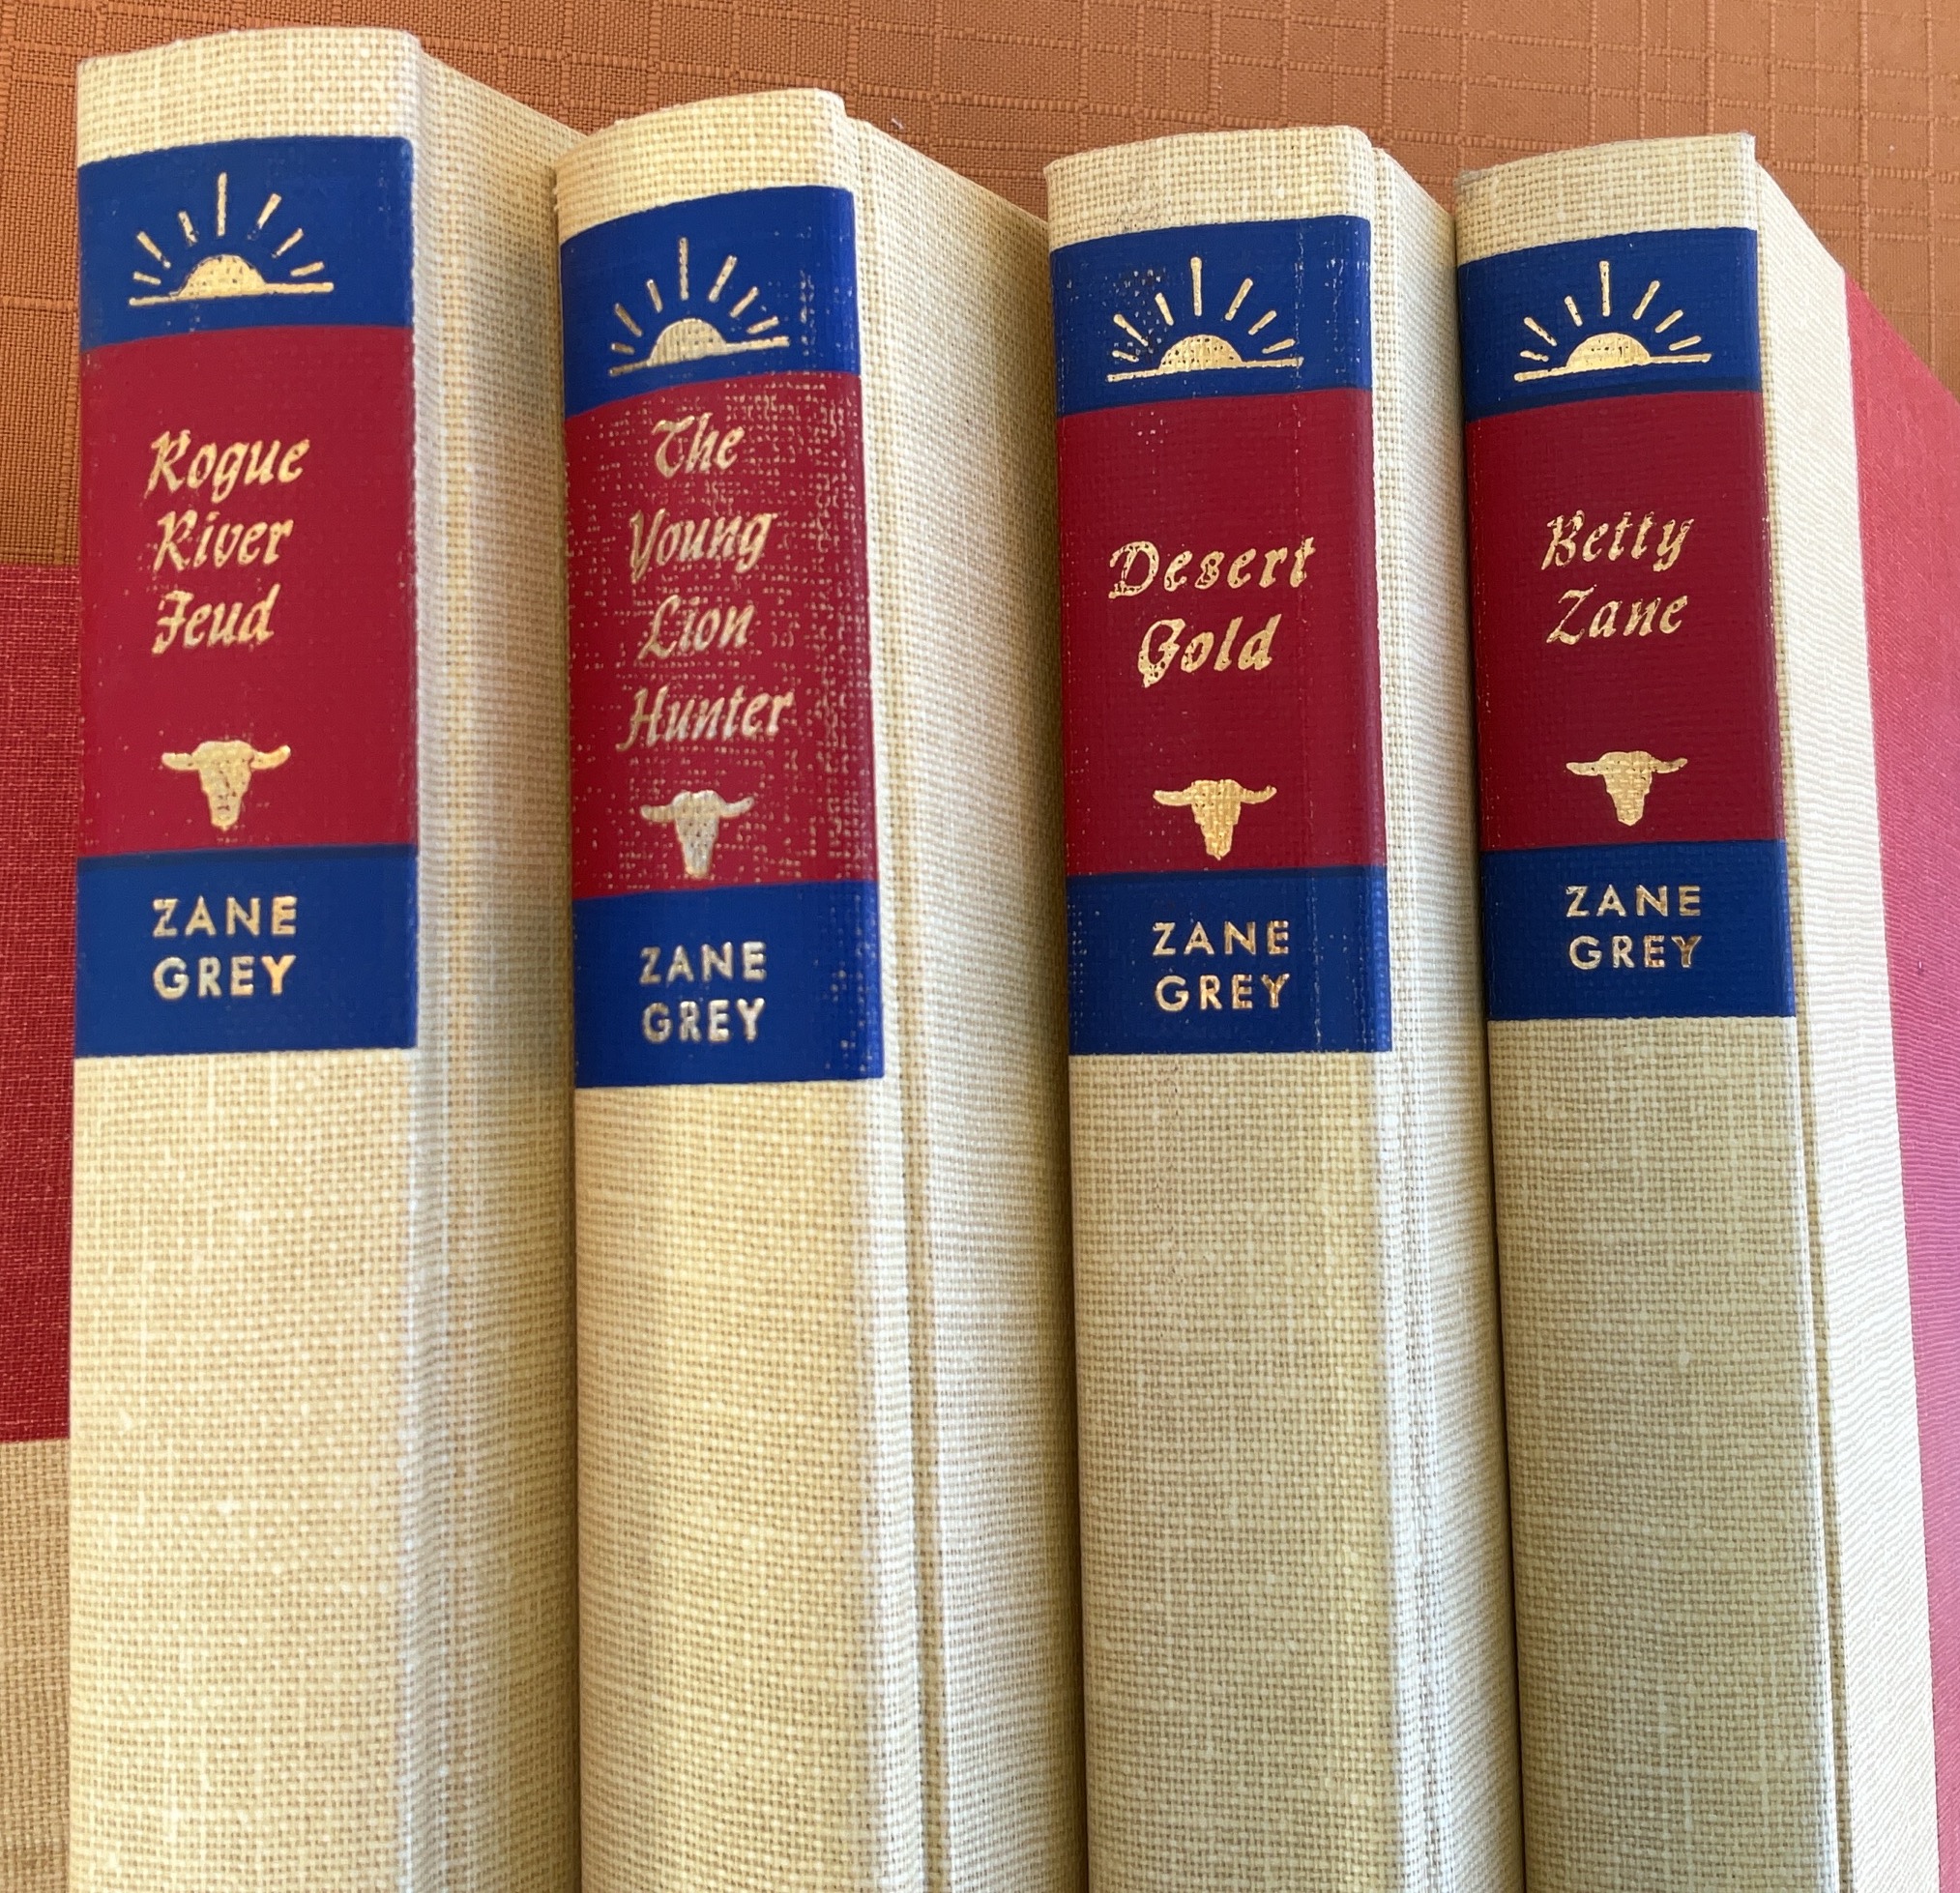 Rogue
River
Feud
ZANE
GREY
The
Young
Lion
Hunter
ZANE
GREY
Desert
Gold
ZANE
GREY
Betty
Zane
ZANE
GREY